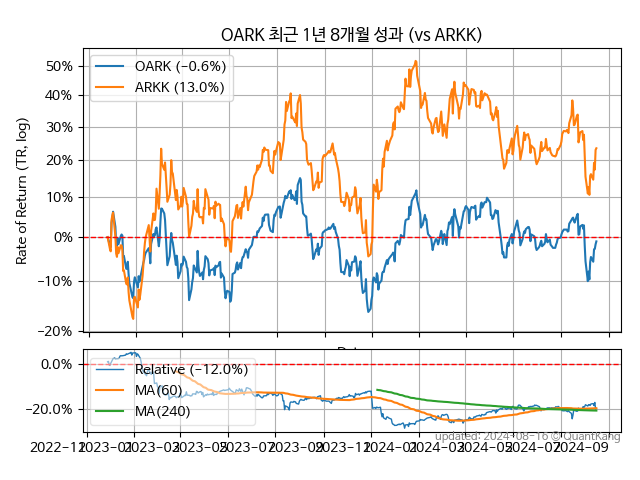 OARK 최근 1년 8개월 성과 (vs ARKK)
Rate of Return (TR, log)
50%
40%
30%
20%
10%
0%
−10%
−20%
OARK (−0.6%)
ARKK (13.0%)
0.0%
−20.0%
Relative (−12.0%)
MA(60)
MA(240)
updated: 2024-08-16 © QuantKang
2022-11 2023-01 2023-03 2023-05 2023-07 2023-09 2023-11 2024-01 2024-03 2024-05 2024-07 2024-09